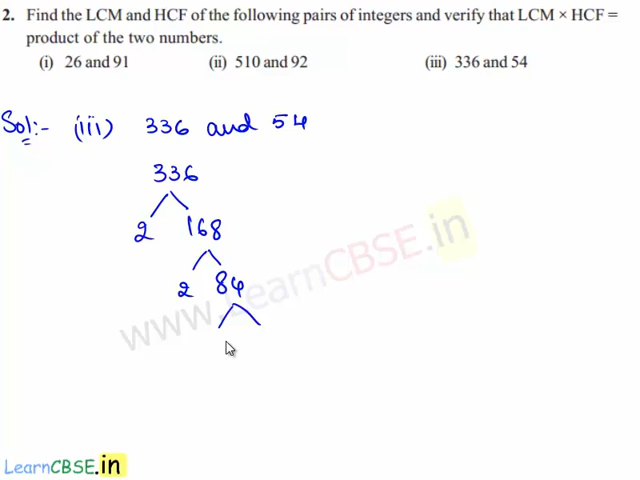 2. Find the LCM and HCF of the following pairs of integers and verify that LCM × HCF =
product of the two numbers.
(i) 26 and 91 (ii) 510 and 92 (iii) 336 and 54
Sol:- (iii) 336 and 54
336
2 168
2 84
www.LearnCBSE.in
LearnCBSE.in